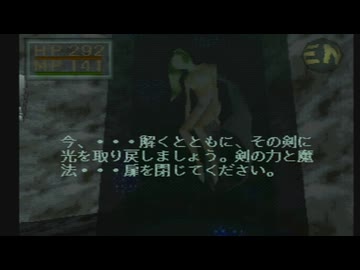 HP 292
MP 141
今、・・・解くとともに、その剣に
光を取り戻しましょう。剣の力と魔
法・・・扉を閉じてください。